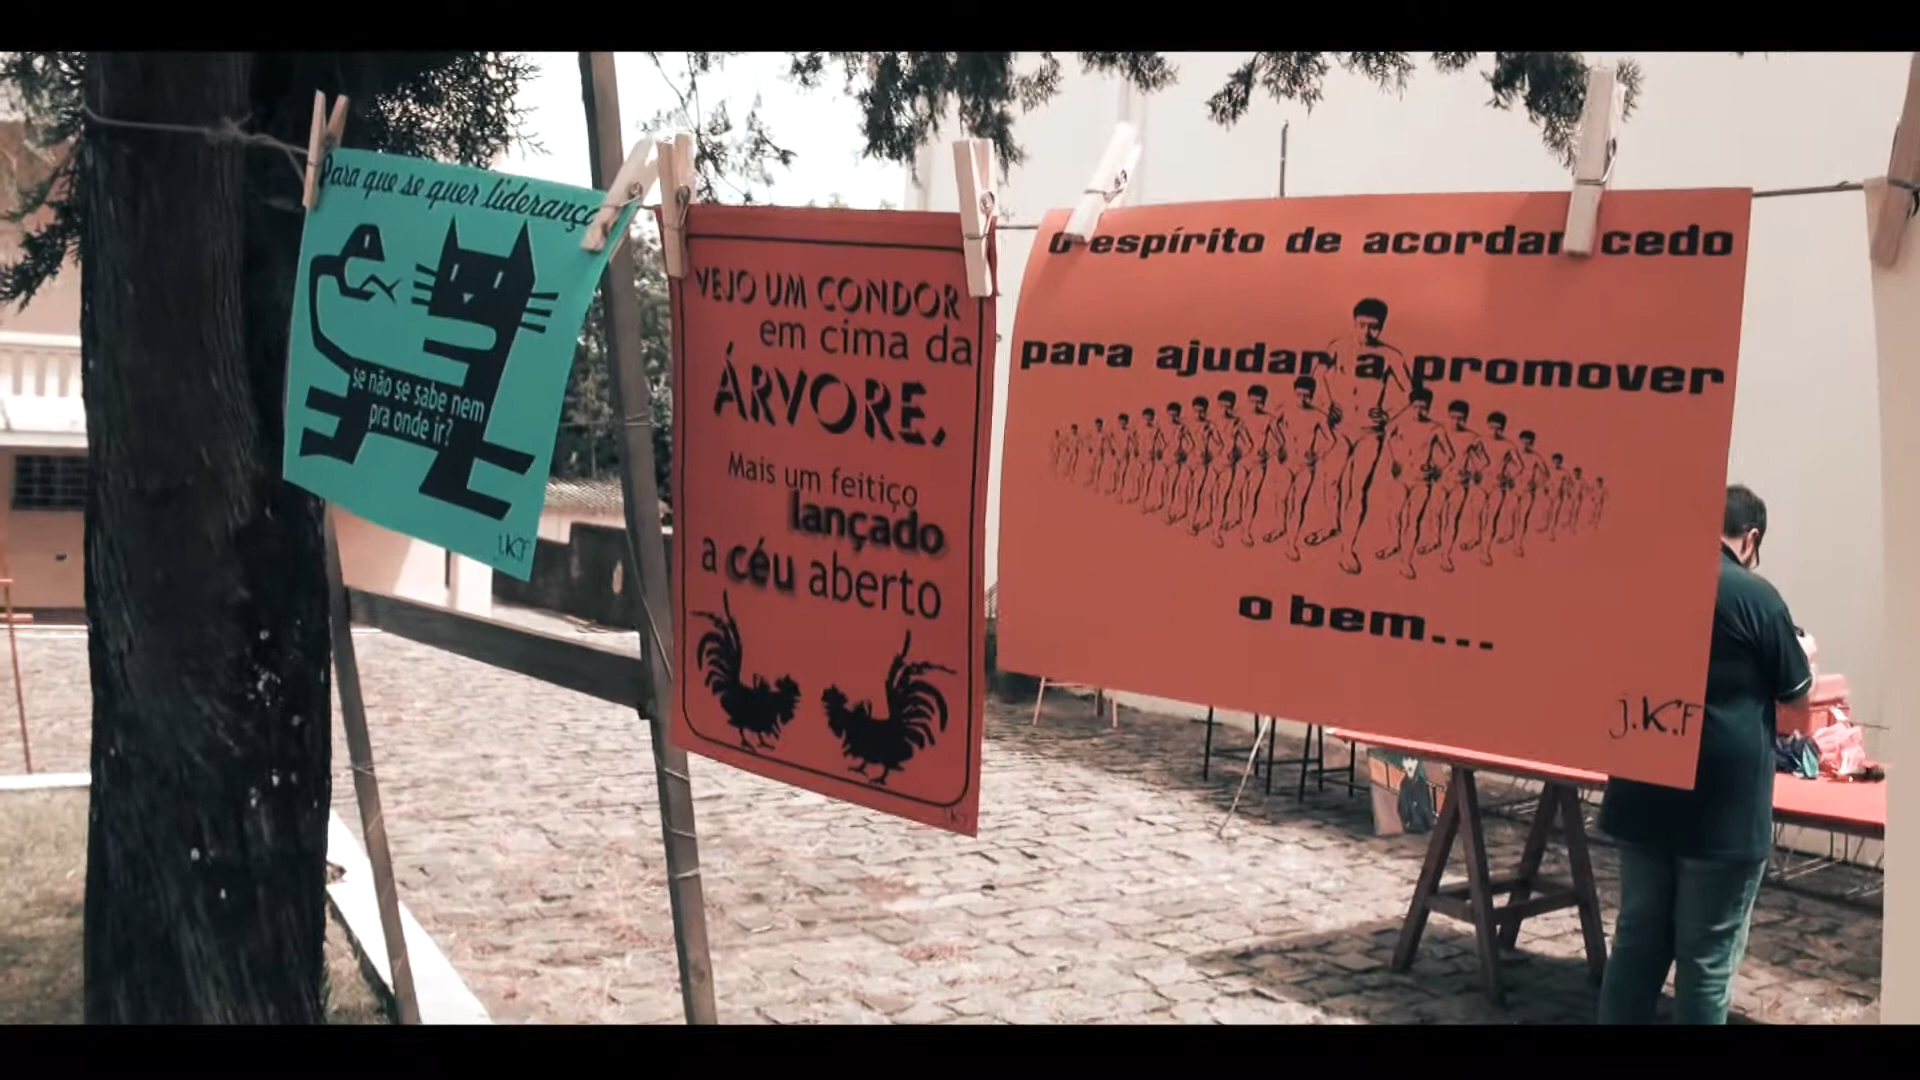 Para que se quer liderança
se não se sabe nem
pra onde ir?
J.K.F
VEJO UM CONDOR
em cima da
ÁRVORE,
Mais um feitiço
lançado
a céu aberto
o espírito de acordar cedo
para ajudar a promover
o bem...
J.K.F